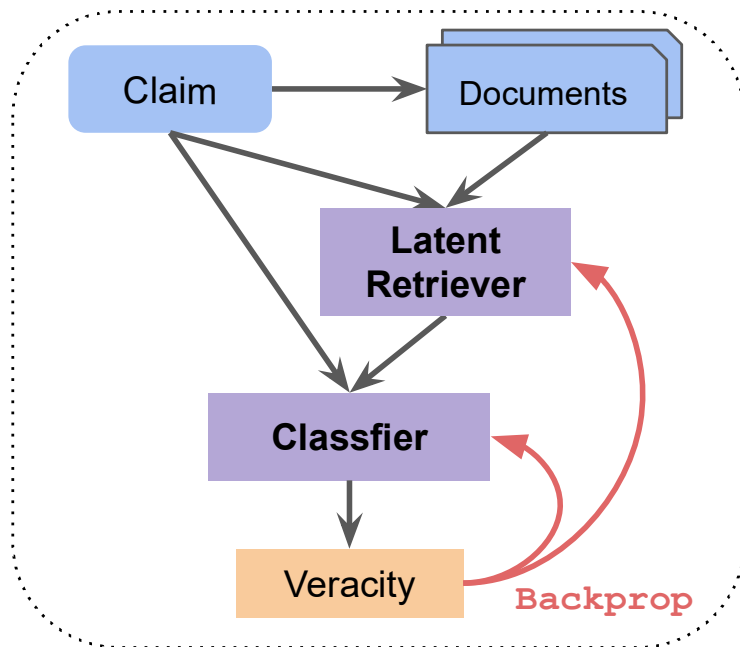 Claim
Documents
Latent
Retriever
Classfier
Veracity
Backprop